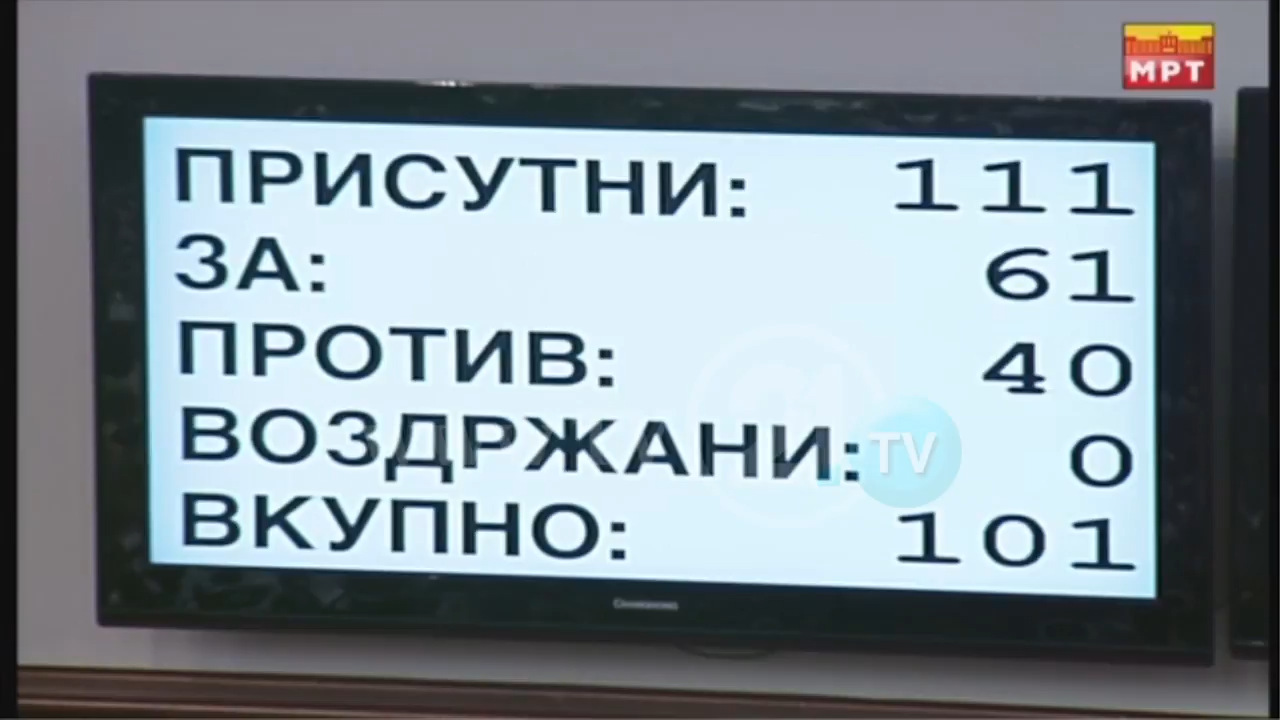 МРТ
ПРИСУТНИ: 111
ЗА: 61
ПРОТИВ: 40
ВОЗДРЖАНИ: 0
ВКУПНО: 101
TV